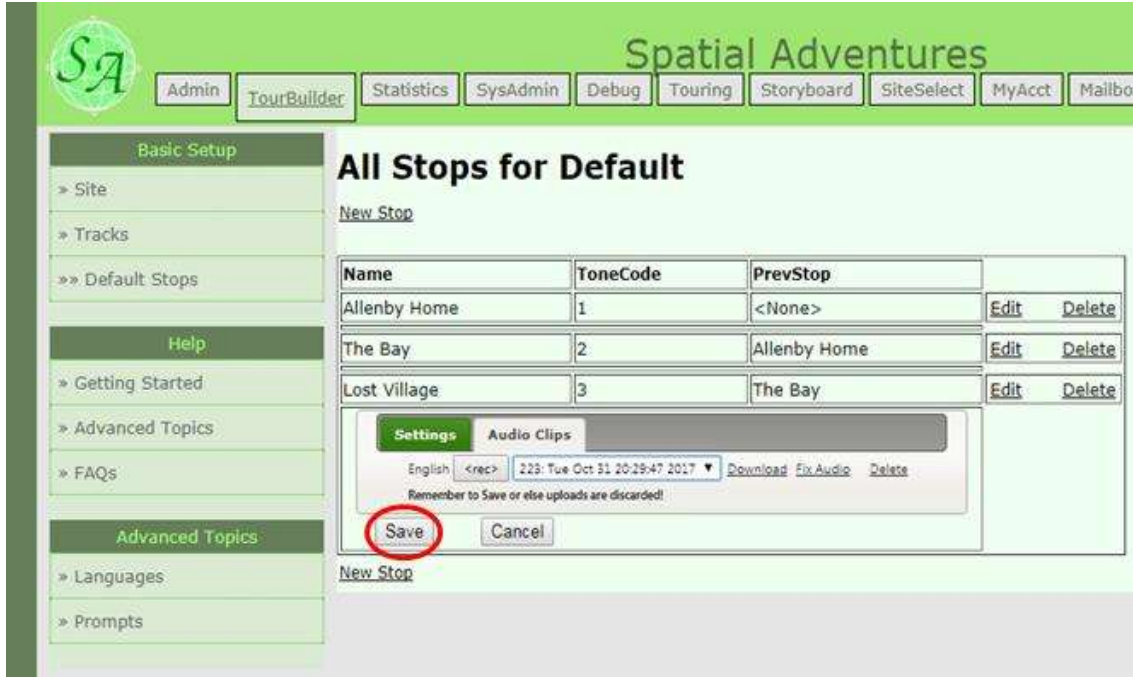 SA
Spatial Adventures
Admin TourBuilder Statistics SysAdmin Debug Touring Storyboard SiteSelect MyAcct Mailbo
Basic Setup
» Site
» Tracks
»» Default Stops
Help
» Getting Started
» Advanced Topics
» FAQs
Advanced Topics
» Languages
» Prompts
All Stops for Default
New Stop
Name ToneCode PrevStop
Allenby Home 1 <None> Edit Delete
The Bay 2 Allenby Home Edit Delete
Lost Village 3 The Bay Edit Delete
Settings Audio Clips
English <rec> 223: Tue Oct 31 20:29:47 2017 ▼ Download Fix Audio Delete
Remember to Save or else uploads are discarded!
Save Cancel
New Stop